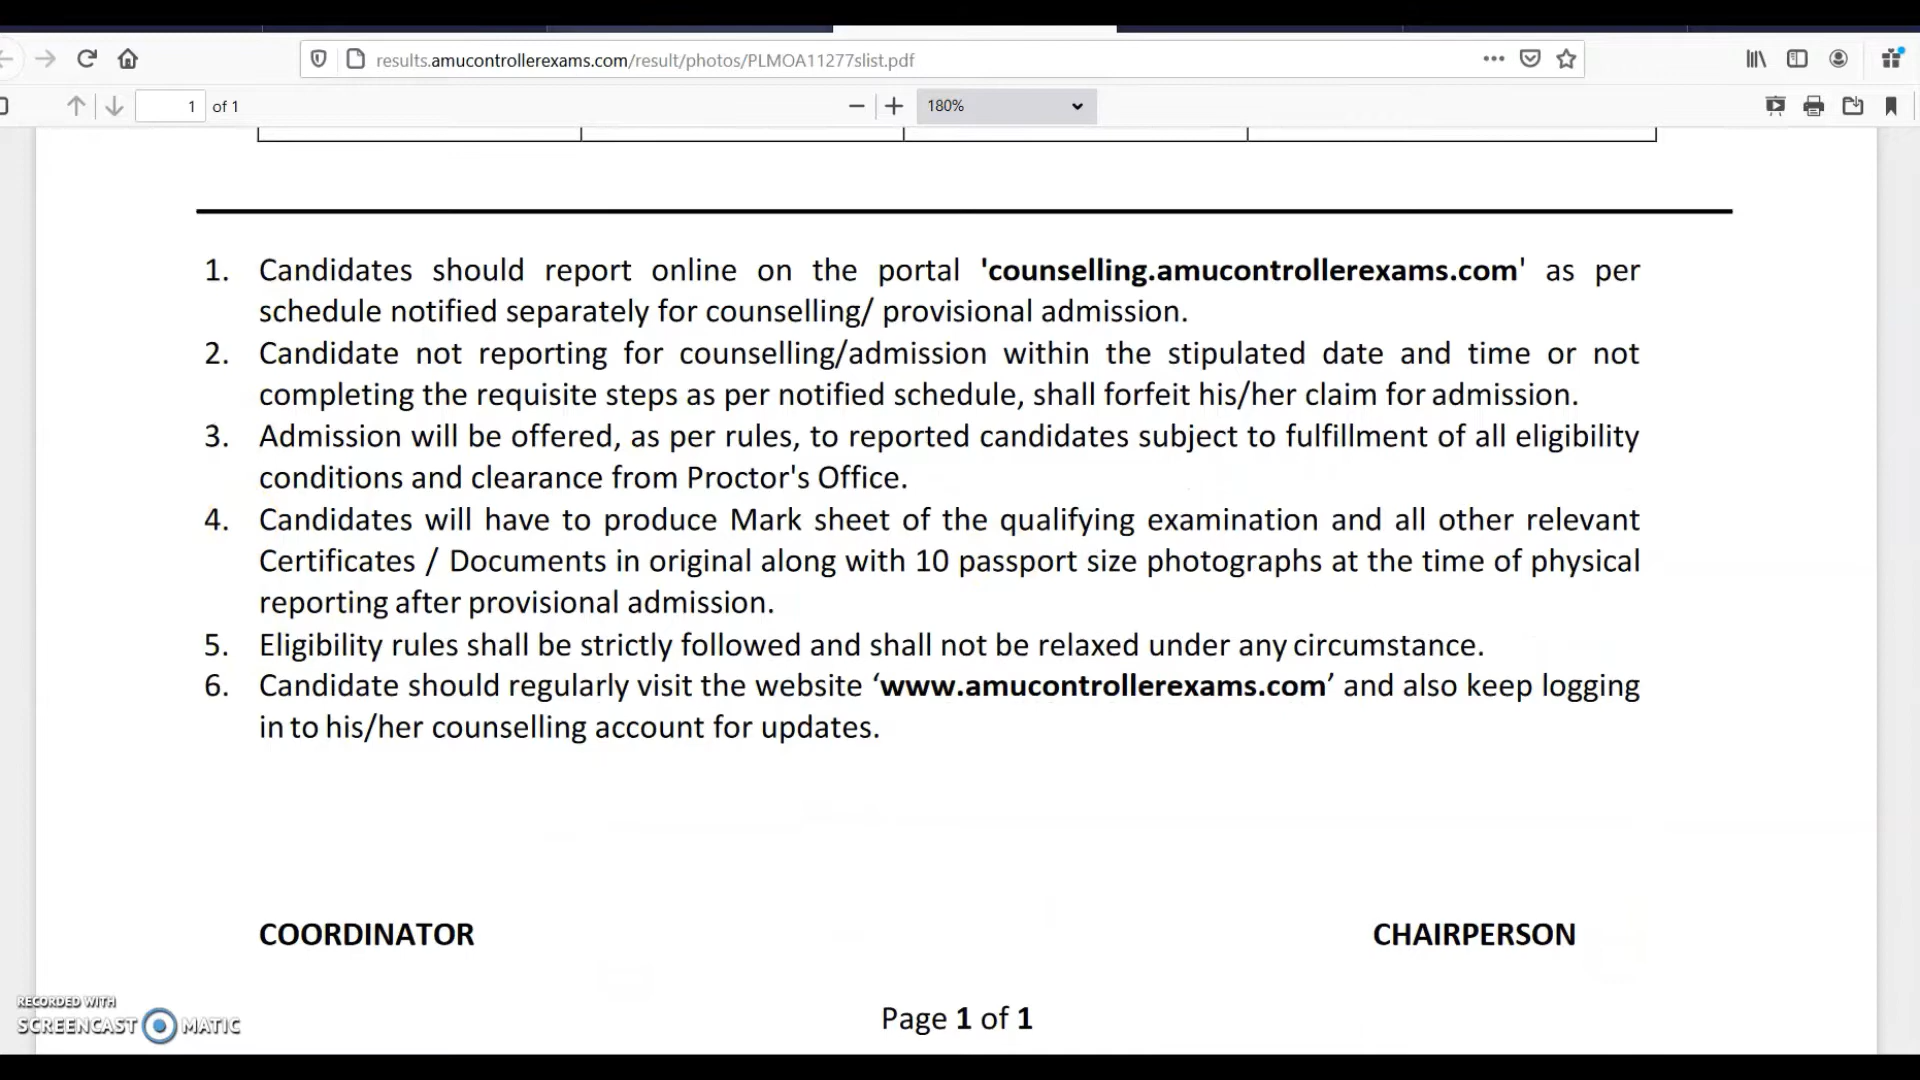 results.amucontrollerexams.com/result/photos/PLMOA11277slist.pdf
1 of 1
180%
1. Candidates should report online on the portal 'counselling.amucontrollerexams.com' as per
schedule notified separately for counselling/ provisional admission.
2. Candidate not reporting for counselling/admission within the stipulated date and time or not
completing the requisite steps as per notified schedule, shall forfeit his/her claim for admission.
3. Admission will be offered, as per rules, to reported candidates subject to fulfillment of all eligibility
conditions and clearance from Proctor's Office.
4. Candidates will have to produce Mark sheet of the qualifying examination and all other relevant
Certificates / Documents in original along with 10 passport size photographs at the time of physical
reporting after provisional admission.
5. Eligibility rules shall be strictly followed and shall not be relaxed under any circumstance.
6. Candidate should regularly visit the website ‘www.amucontrollerexams.com’ and also keep logging
in to his/her counselling account for updates.
COORDINATOR CHAIRPERSON
Page 1 of 1
RECORDED WITH
SCREENCAST MATIC